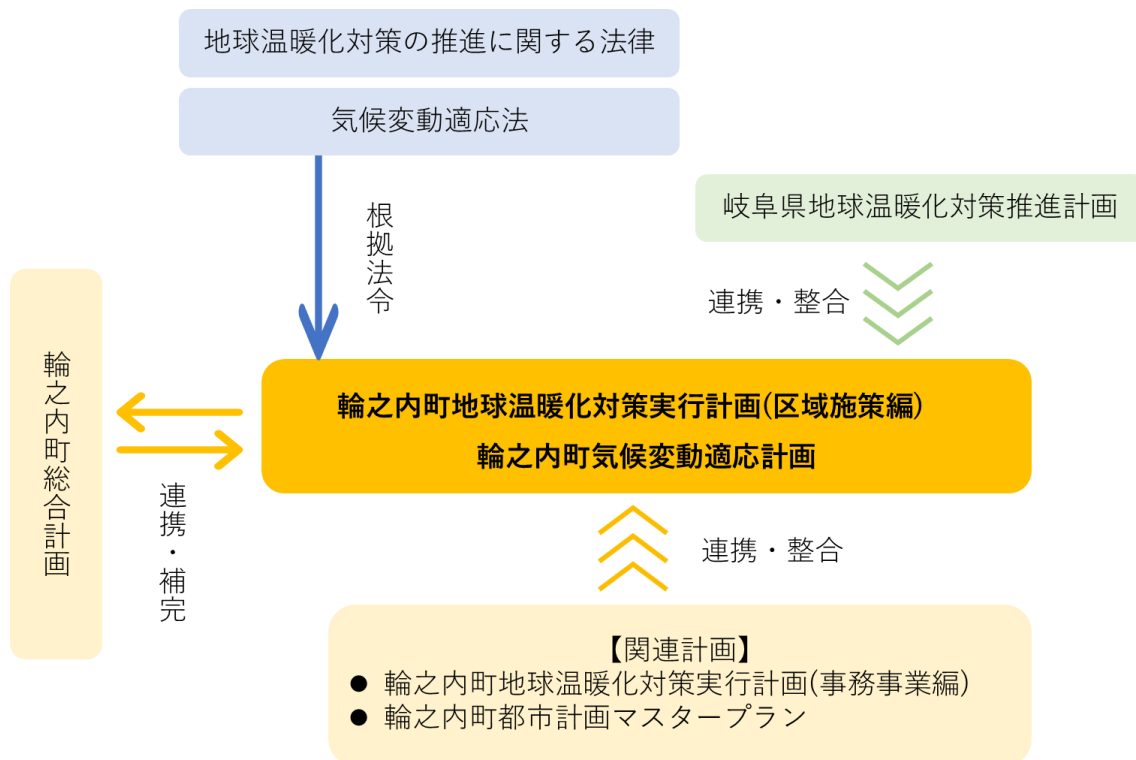 地球温暖化対策の推進に関する法律
気候変動適応法
根拠法令
岐阜県地球温暖化対策推進計画
連携・整合
輪之内町総合計画
連携・補完
輪之内町地球温暖化対策実行計画(区域施策編)
輪之内町気候変動適応計画
連携・整合
【関連計画】
● 輪之内町地球温暖化対策実行計画(事務事業編)
● 輪之内町都市計画マスタープラン